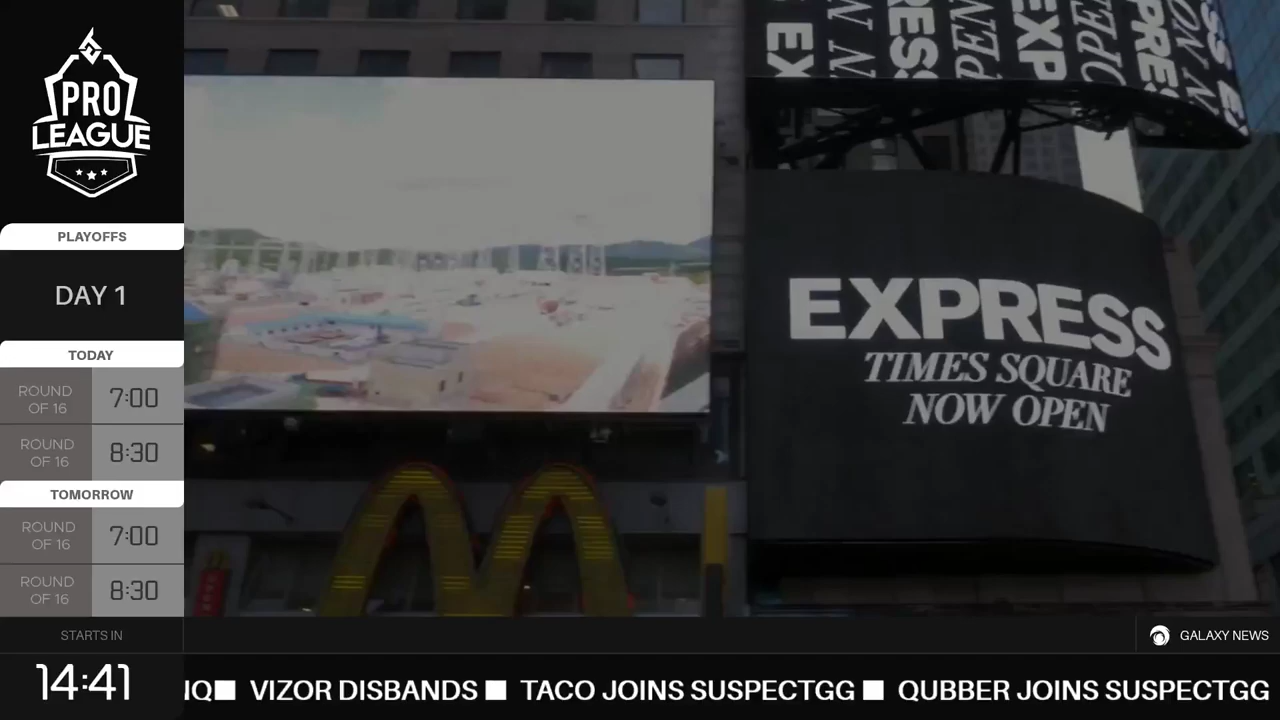 PRO
LEAGUE
PLAYOFFS
DAY 1
TODAY
ROUND
OF 16
7:00
ROUND
OF 16
8:30
TOMORROW
ROUND
OF 16
7:00
ROUND
OF 16
8:30
STARTS IN
14:41
EXPRESS
TIMES SQUARE
NOW OPEN
GALAXY NEWS
VIZOR DISBANDS ■ TACO JOINS SUSPECTGG ■ QUBBER JOINS SUSPECTGG